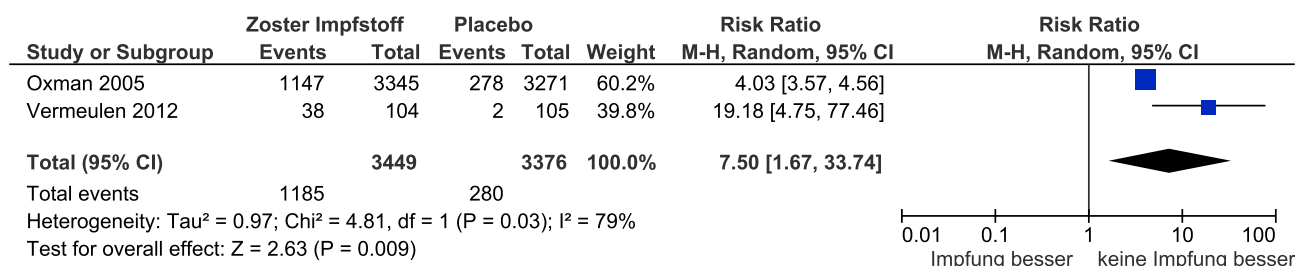 Zoster Impfstoff Placebo Risk Ratio Risk Ratio
Study or Subgroup Events Total Events Total Weight M-H, Random, 95% CI M-H, Random, 95% CI
Oxman 2005 1147 3345 278 3271 60.2% 4.03 [3.57, 4.56]
Vermeulen 2012 38 104 2 105 39.8% 19.18 [4.75, 77.46]
Total (95% CI) 3449 3376 100.0% 7.50 [1.67, 33.74]
Total events 1185 280
Heterogeneity: Tau² = 0.97; Chi² = 4.81, df = 1 (P = 0.03); I² = 79%
Test for overall effect: Z = 2.63 (P = 0.009)
0.01 0.1 1 10 100
Impfung besser keine Impfung besser